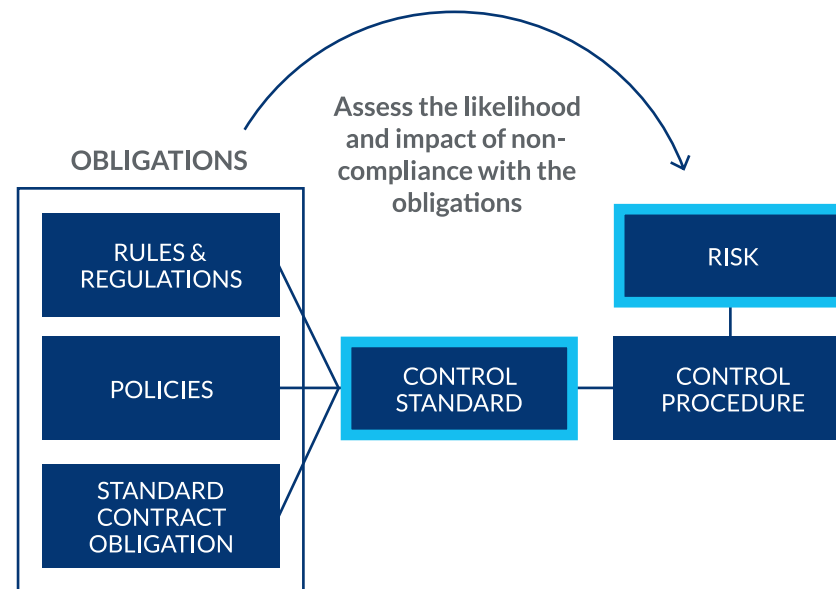 Assess the likelihood
and impact of non-
compliance with the
obligations
OBLIGATIONS
RULES &
REGULATIONS
POLICIES
STANDARD
CONTRACT
OBLIGATION
CONTROL
STANDARD
RISK
CONTROL
PROCEDURE